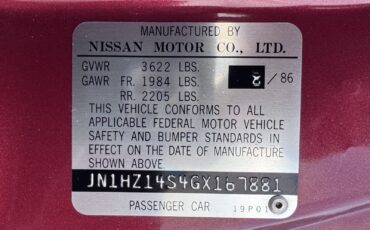 MANUFACTURED BY
NISSAN MOTOR CO., LTD.
GVWR 3622 LBS.
GAWR FR. 1984 LBS. 2/86
RR. 2205 LBS.
THIS VEHICLE CONFORMS TO ALL
APPLICABLE FEDERAL MOTOR VEHICLE
SAFETY AND BUMPER STANDARDS IN
EFFECT ON THE DATE OF MANUFACTURE
SHOWN ABOVE.
JN1HZ14S4GX167881
PASSENGER CAR 19P01